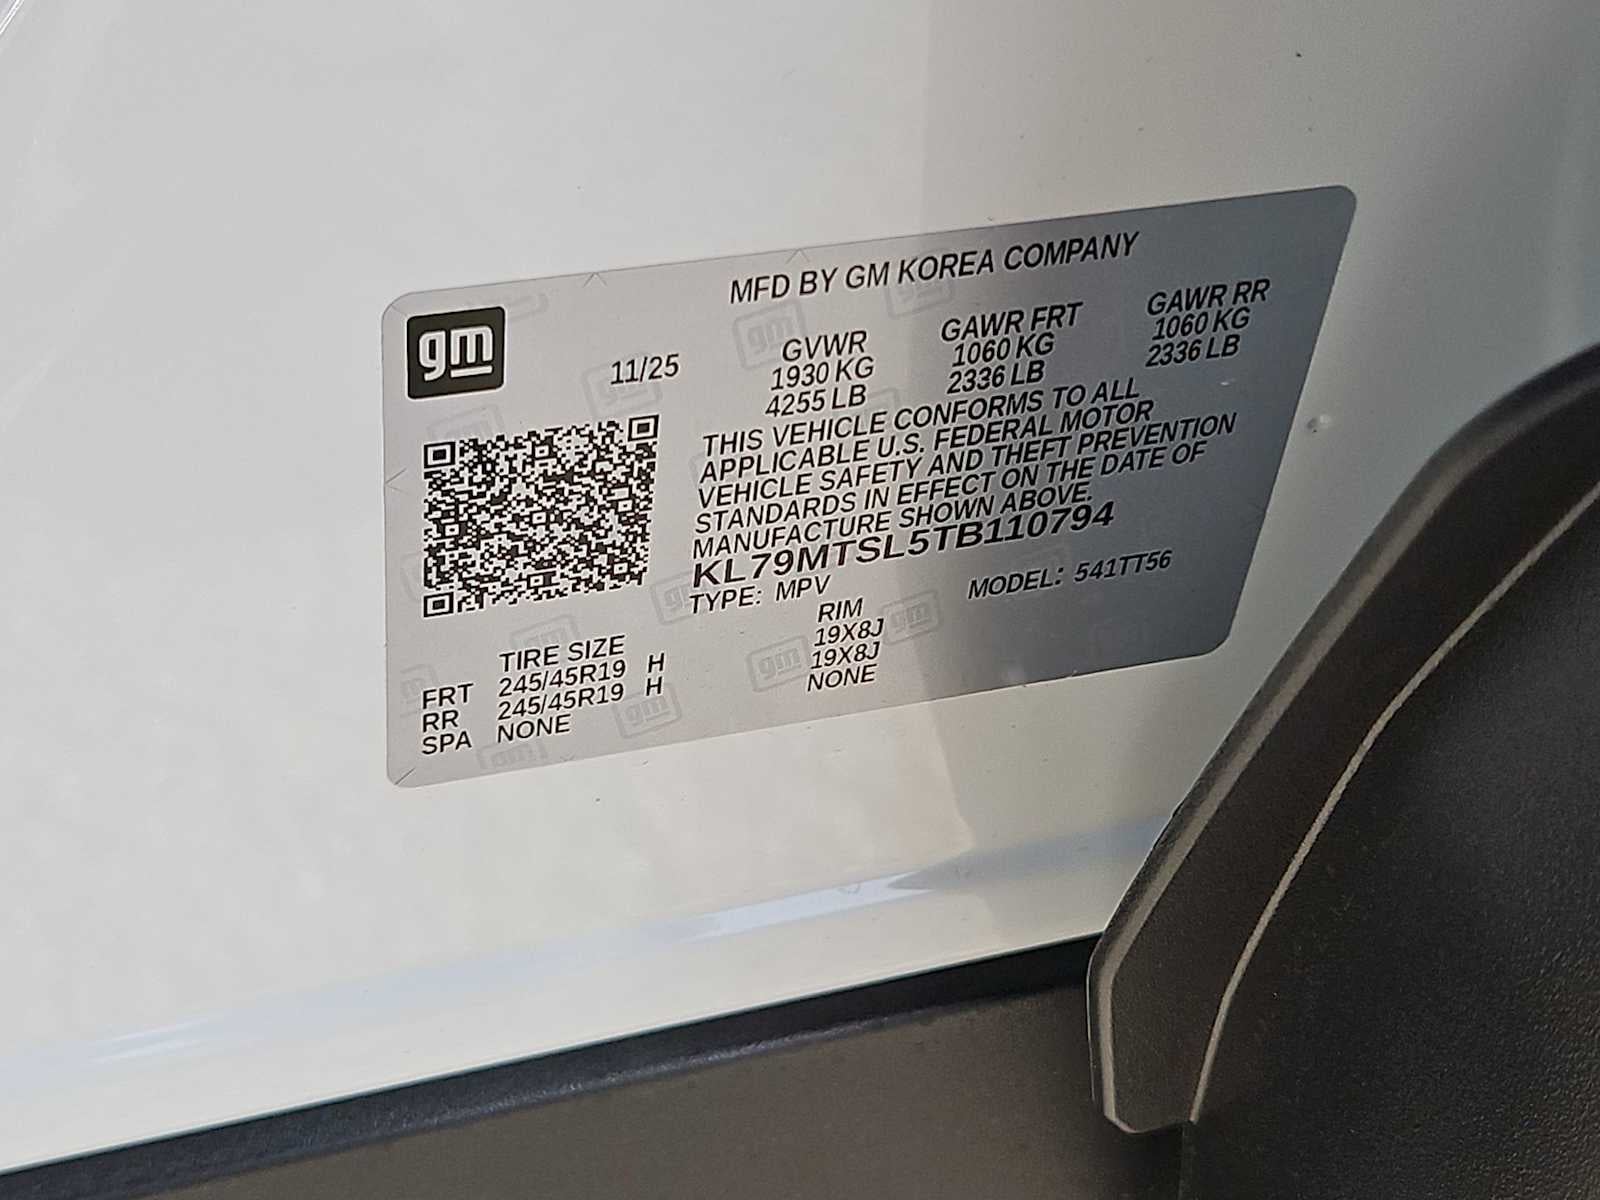 MFD BY GM KOREA COMPANY
gm
11/25
GVWR GAWR FRT GAWR RR
1930 KG 1060 KG 1060 KG
4255 LB 2336 LB 2336 LB
THIS VEHICLE CONFORMS TO ALL
APPLICABLE U.S. FEDERAL MOTOR
VEHICLE SAFETY AND THEFT PREVENTION
STANDARDS IN EFFECT ON THE DATE OF
MANUFACTURE SHOWN ABOVE.
KL79MTSL5TB110794
TYPE: MPV MODEL: 541TT56
TIRE SIZE RIM
FRT 245/45R19 H 19X8J
RR 245/45R19 H 19X8J
SPA NONE NONE